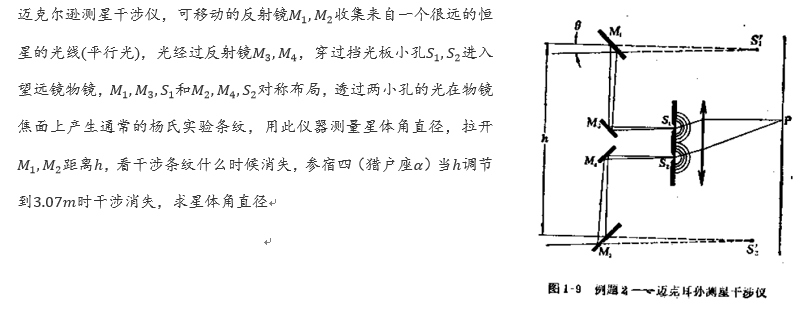 迈克尔逊测星干涉仪，可移动的反射镜M₁, M₂收集来自一个很远的恒
星的光线(平行光)，光经过反射镜M₃, M₄，穿过挡光板小孔S₁, S₂进入
望远镜物镜，M₁, M₃, S₁和M₂, M₄, S₂对称布局，透过两小孔的光在物镜
焦面上产生通常的杨氏实验条纹，用此仪器测量星体角直径，拉开
M₁, M₂距离h，看干涉条纹什么时候消失，参宿四（猎户座α）当h调节
到3.07m时干涉消失，求星体角直径
θ
M₁
S₁′
M₃
S₁
P
h
M₄
S₂
M₂
S₂′
图1-9 例题2——迈克耳孙测星干涉仪